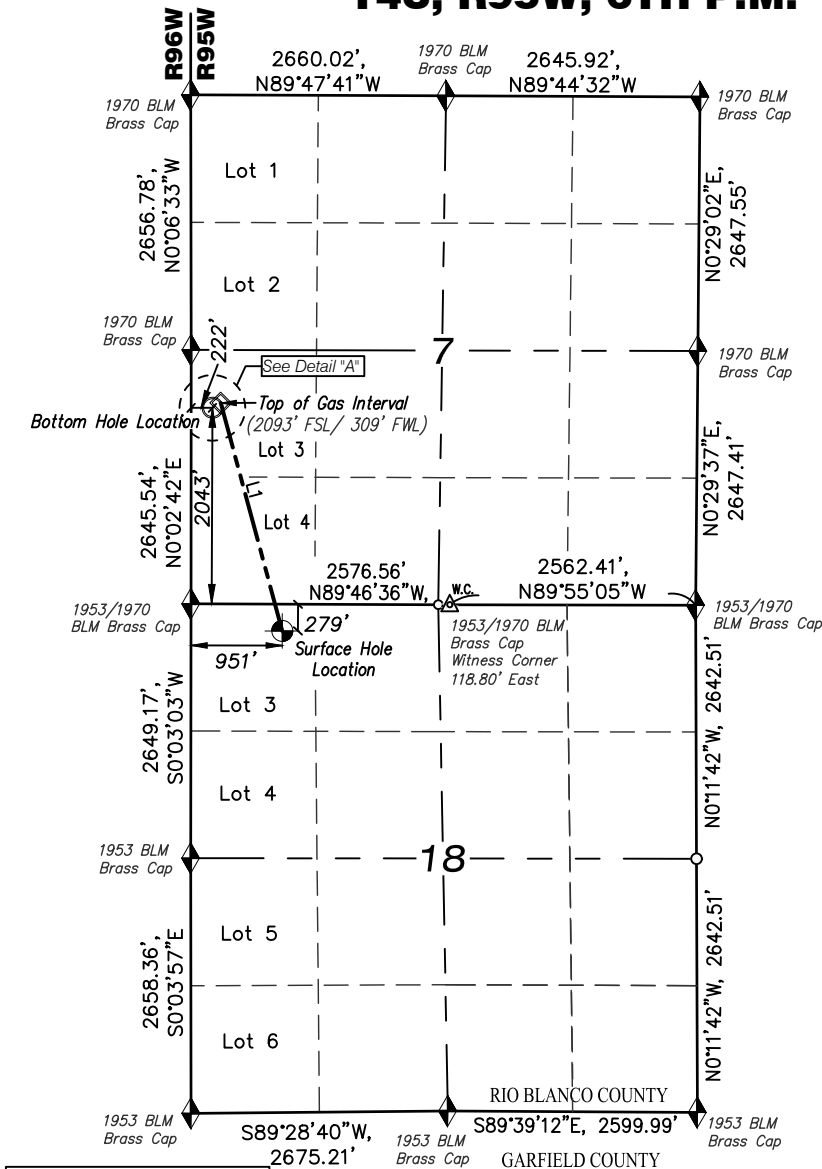 T4S, R95W, 6TH P.M.
R96W
R95W
2660.02',
N89°47'41"W
1970 BLM
Brass Cap
2645.92',
N89°44'32"W
1970 BLM
Brass Cap
1970 BLM
Brass Cap
2656.78',
N0°06'33"W
Lot 1
N0°29'02"E,
2647.55'
Lot 2
1970 BLM
Brass Cap
222'
7
1970 BLM
Brass Cap
See Detail "A"
Top of Gas Interval
(2093' FSL/ 309' FWL)
Bottom Hole Location
Lot 3
2645.54',
N0°02'42"E
2043'
L1
N0°29'37"E,
2647.41'
Lot 4
2576.56'
N89°46'36"W,
W.C.
2562.41',
N89°55'05"W
1953/1970
BLM Brass Cap
279'
951'
Surface Hole
Location
1953/1970 BLM
Brass Cap
Witness Corner
118.80' East
1953/1970
BLM Brass Cap
2649.17',
S0°03'03"W
Lot 3
N0°11'42"W, 2642.51'
Lot 4
1953 BLM
Brass Cap
18
2658.36',
S0°03'57"E
Lot 5
N0°11'42"W, 2642.51'
Lot 6
RIO BLANCO COUNTY
1953 BLM
Brass Cap
S89°28'40"W,
2675.21'
1953 BLM
Brass Cap
S89°39'12"E, 2599.99'
GARFIELD COUNTY
1953 BLM
Brass Cap